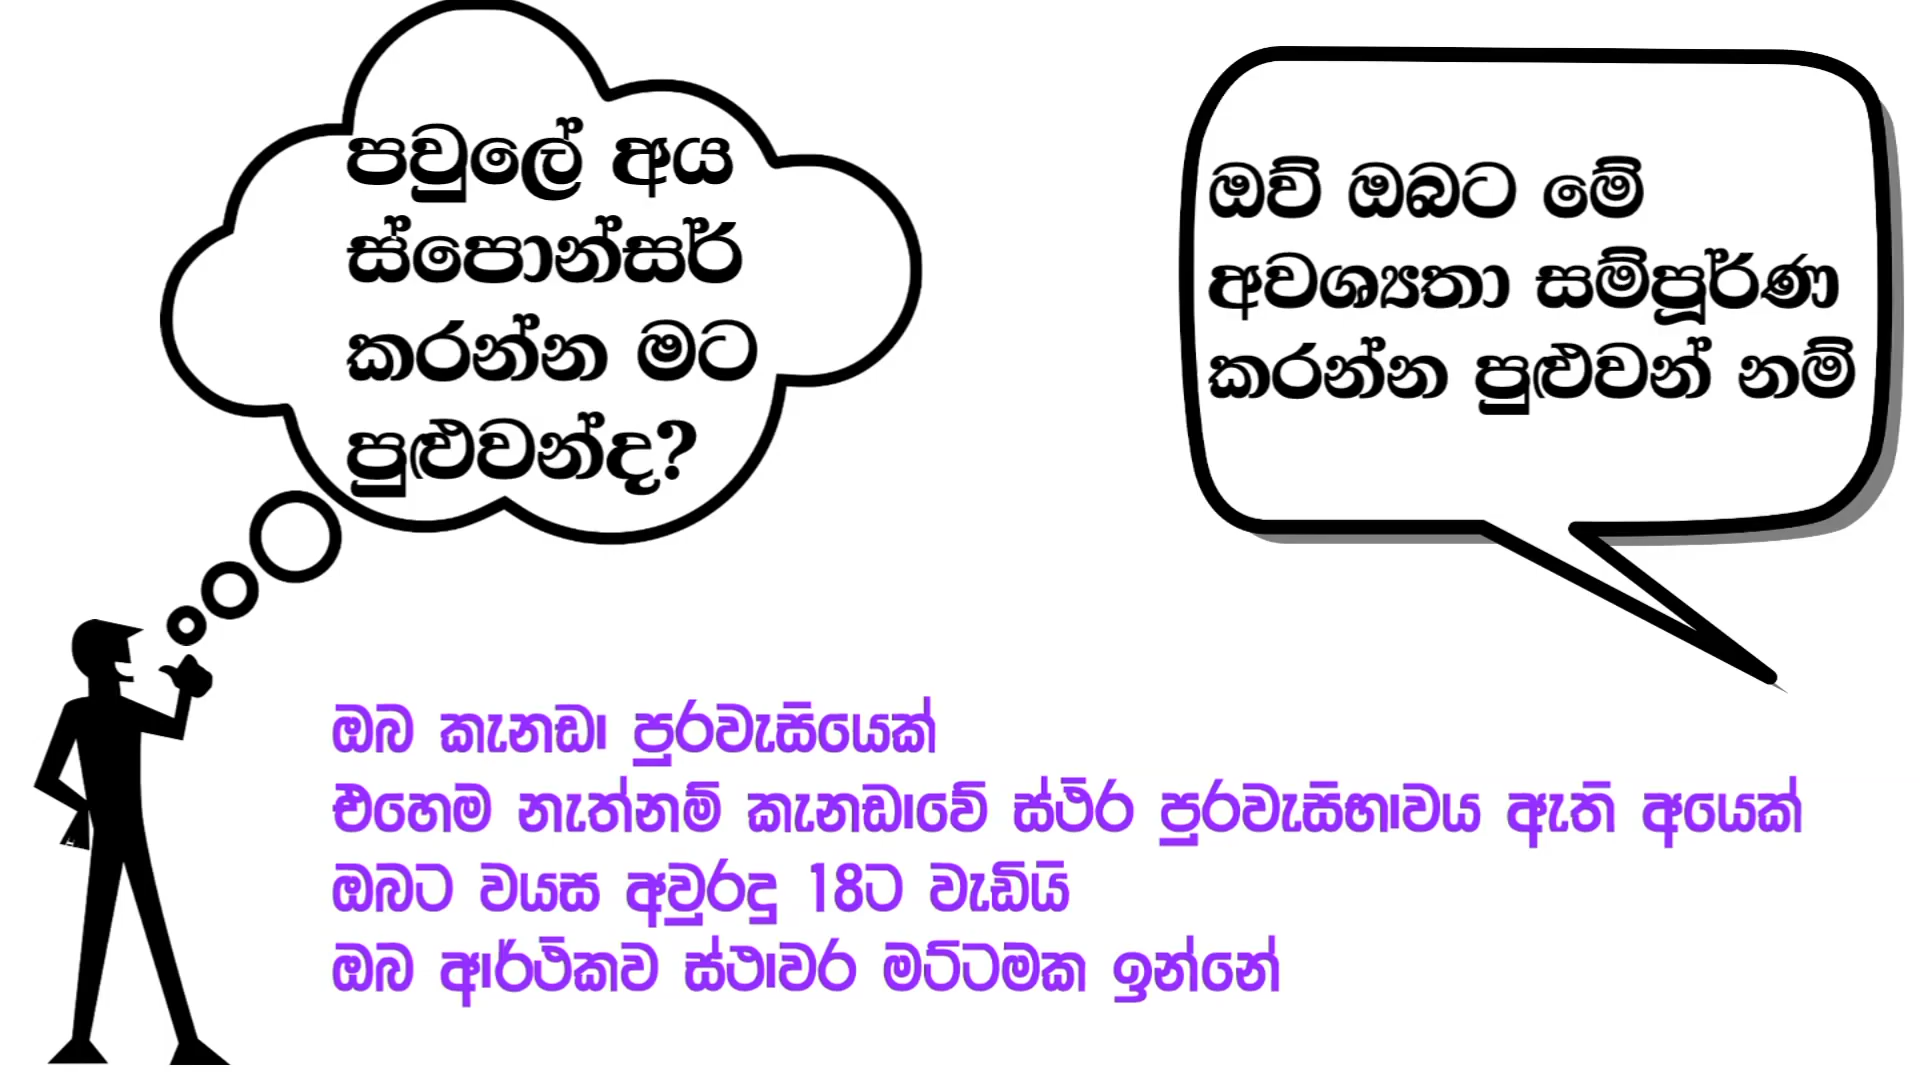 පවුලේ අය
ස්පොන්සර්
කරන්න මට
පුළුවන්ද?
ඔව් ඔබට මේ
අවශ්‍යතා සම්පූර්ණ
කරන්න පුළුවන් නම්
ඔබ කැනඩා පුරවැසියෙක්
එහෙම නැත්නම් කැනඩාවේ ස්ථිර පුරවැසිභාවය ඇති අයෙක්
ඔබට වයස අවුරදු 18ට වැඩියි
ඔබ ආර්ථිකව ස්ථාවර මට්ටමක ඉන්නේ